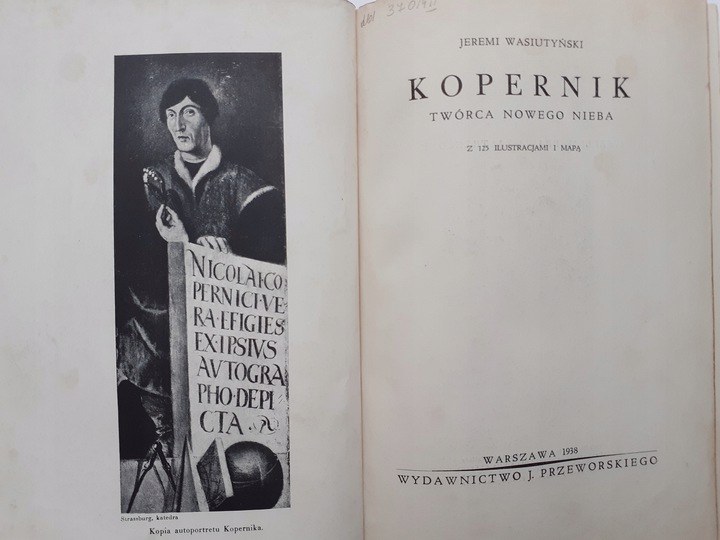 NICOLAI·CO
PERNICI·VE
RA·EFIGIES
EX·IPSIVS
AVTOGRA
PHO·DEPI
CTA·
Strassburg, katedra
Kopia autoportretu Kopernika.
370/
JEREMI WASIUTYŃSKI
KOPERNIK
TWÓRCA NOWEGO NIEBA
Z 125 ILUSTRACJAMI I MAPĄ
WARSZAWA 1938
WYDAWNICTWO J. PRZEWORSKIEGO